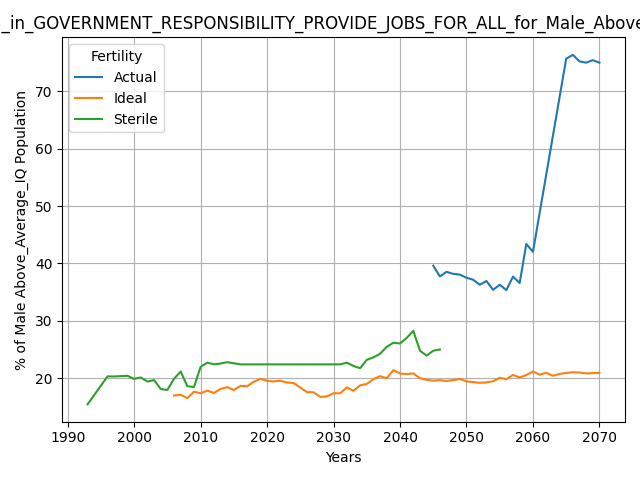 _in_GOVERNMENT_RESPONSIBILITY_PROVIDE_JOBS_FOR_ALL_for_Male_Above
Fertility
Actual
Ideal
Sterile
% of Male Above_Average_IQ Population
70
60
50
40
30
20
1990 2000 2010 2020 2030 2040 2050 2060 2070
Years